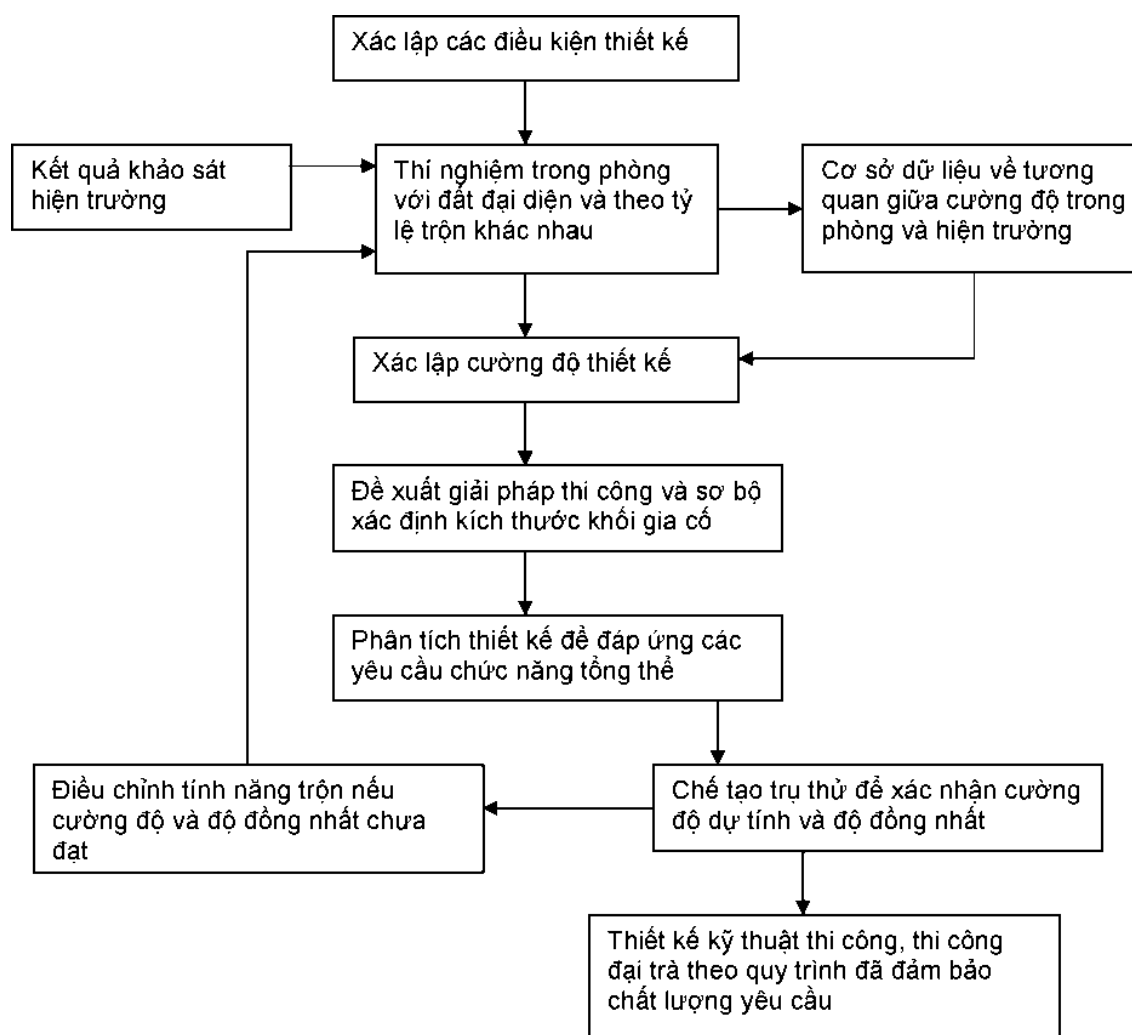 Xác lập các điều kiện thiết kế
Kết quả khảo sát
hiện trường
Thí nghiệm trong phòng
với đất đại diện và theo tỷ
lệ trộn khác nhau
Cơ sở dữ liệu về tương
quan giữa cường độ trong
phòng và hiện trường
Xác lập cường độ thiết kế
Đề xuất giải pháp thi công và sơ bộ
xác định kích thước khối gia cố
Phân tích thiết kế để đáp ứng các
yêu cầu chức năng tổng thể
Điều chỉnh tính năng trộn nếu
cường độ và độ đồng nhất chưa
đạt
Chế tạo trụ thử để xác nhận cường
độ dự tính và độ đồng nhất
Thiết kế kỹ thuật thi công, thi công
đại trà theo quy trình đã đảm bảo
chất lượng yêu cầu